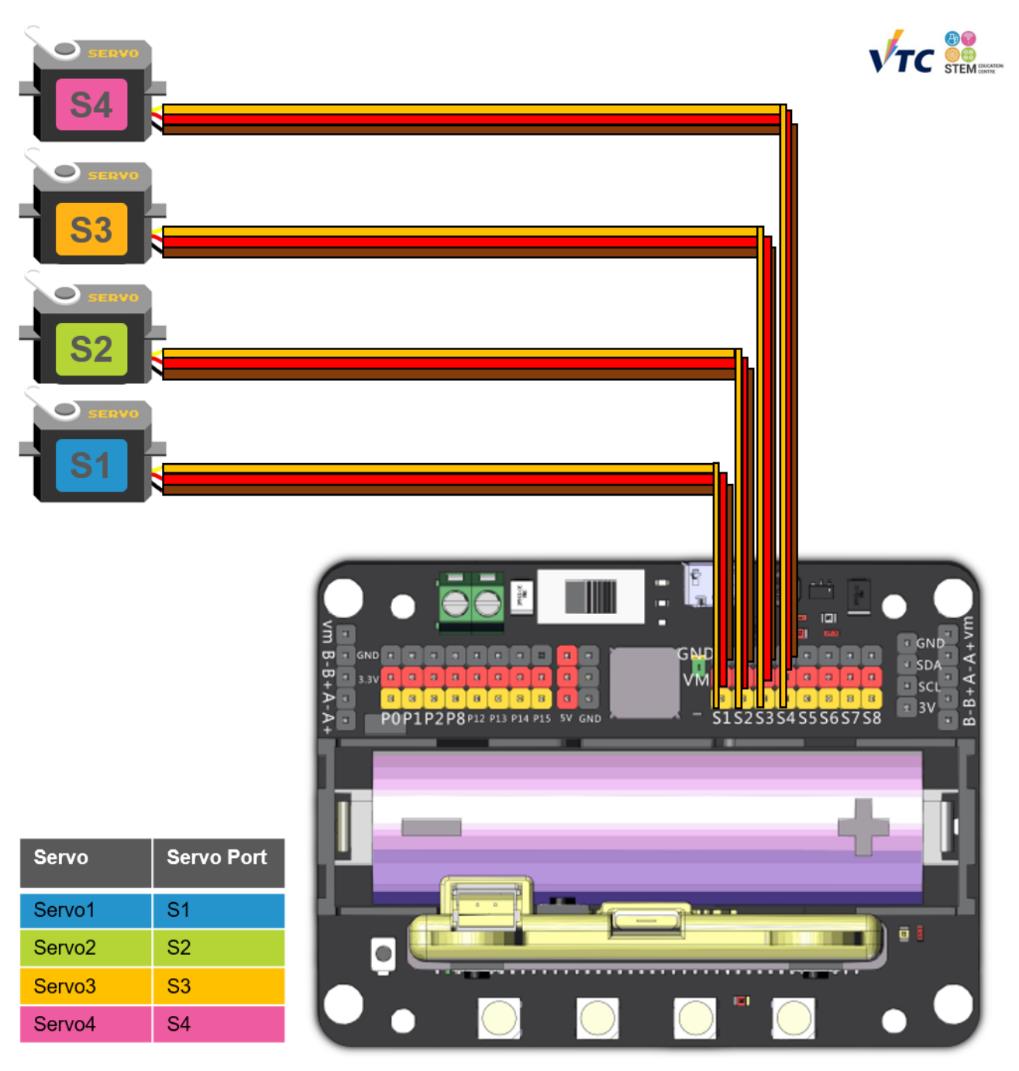 SERVO
S4
VTC
STEM EDUCATION CENTRE
SERVO
S3
SERVO
S2
SERVO
S1
vm B- B+ A- A+
GND
3.3V
P0 P1 P2 P8 P12 P13 P14 P15 5V GND
GND
VM
- S1 S2 S3 S4 S5 S6 S7 S8
GND
SDA
SCL
3V
B- B+ A- A+ vm
Servo Servo Port
Servo1 S1
Servo2 S2
Servo3 S3
Servo4 S4